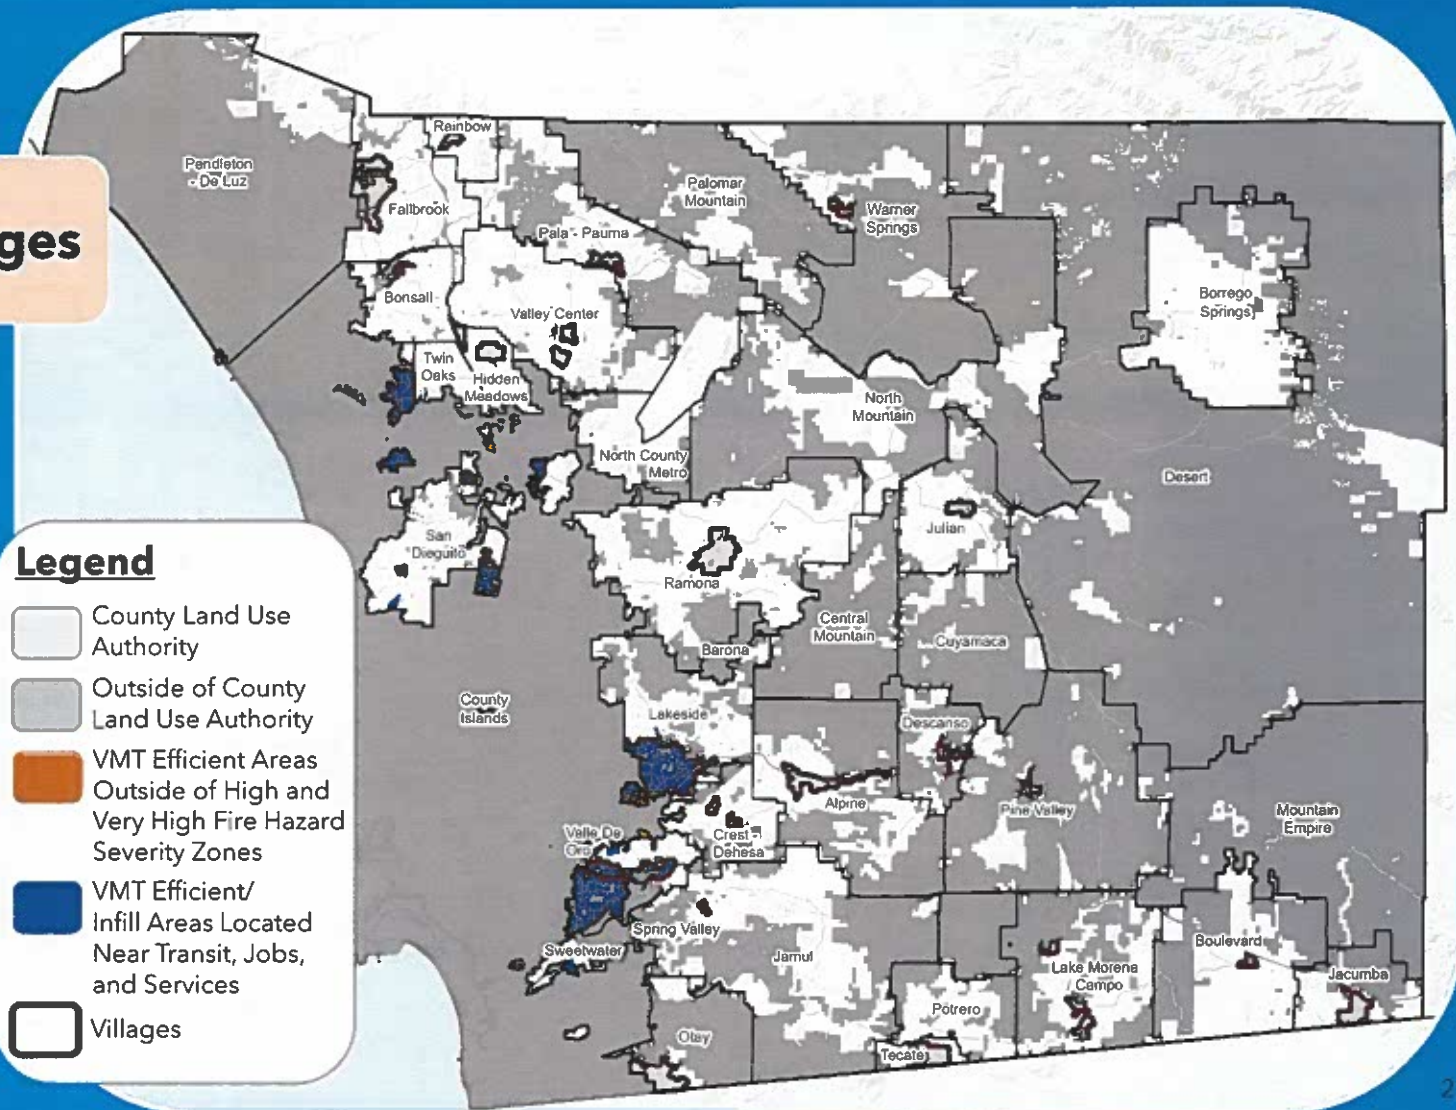 ges
Rainbow
Pendleton
- De Luz
Palomar
Mountain
Fallbrook
Warner
Springs
Pala - Pauma
Bonsall
Borrego
Springs
Valley Center
Twin
Oaks
Hidden
Meadows
North
Mountain
North County
Metro
Desert
San
Dieguito
Julian
Ramona
Central
Mountain
Cuyamaca
Barona
County
Islands
Lakeside
Descanso
Alpine
Pine Valley
Mountain
Empire
Valle De
Oro
Crest -
Dehesa
Spring Valley
Sweetwater
Jamul
Boulevard
Lake Morena
Campo
Jacumba
Potrero
Otay
Tecate
Legend
County Land Use
Authority
Outside of County
Land Use Authority
VMT Efficient Areas
Outside of High and
Very High Fire Hazard
Severity Zones
VMT Efficient/
Infill Areas Located
Near Transit, Jobs,
and Services
Villages
2